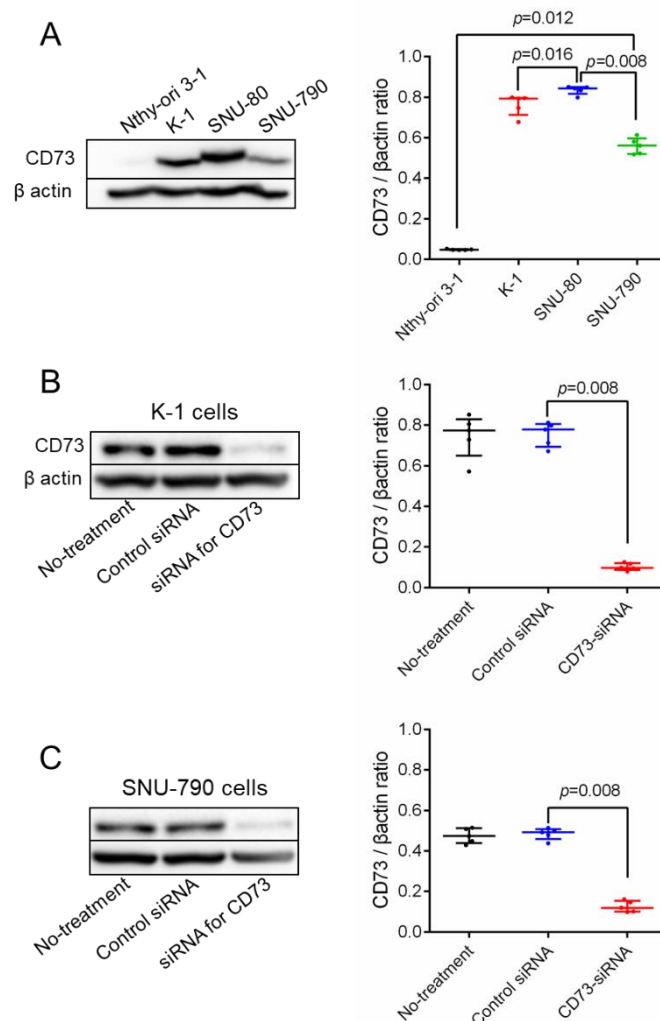 A
Nthy-ori 3-1
K-1
SNU-80
SNU-790
CD73
β actin
CD73 / βactin ratio
1.0
0.8
0.6
0.4
0.2
0.0
p=0.012
p=0.016
p=0.008
Nthy-ori 3-1
K-1
SNU-80
SNU-790
B
K-1 cells
CD73
β actin
No-treatment
Control siRNA
siRNA for CD73
CD73 / βactin ratio
1.0
0.8
0.6
0.4
0.2
0.0
p=0.008
No-treatment
Control siRNA
CD73-siRNA
C
SNU-790 cells
No-treatment
Control siRNA
siRNA for CD73
CD73 / βactin ratio
1.0
0.8
0.6
0.4
0.2
0.0
p=0.008
No-treatment
Control siRNA
CD73-siRNA